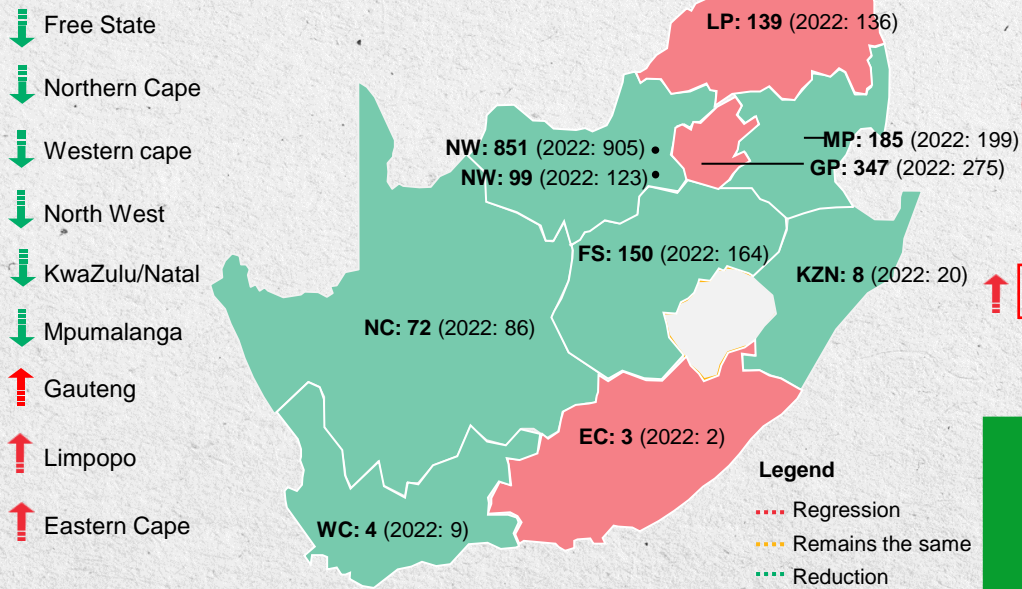 Free State
Northern Cape
Western cape
North West
KwaZulu/Natal
Mpumalanga
Gauteng
Limpopo
Eastern Cape
LP: 139 (2022: 136)
MP: 185 (2022: 199)
GP: 347 (2022: 275)
NW: 851 (2022: 905)
NW: 99 (2022: 123)
FS: 150 (2022: 164)
KZN: 8 (2022: 20)
NC: 72 (2022: 86)
EC: 3 (2022: 2)
WC: 4 (2022: 9)
Legend
Regression
Remains the same
Reduction